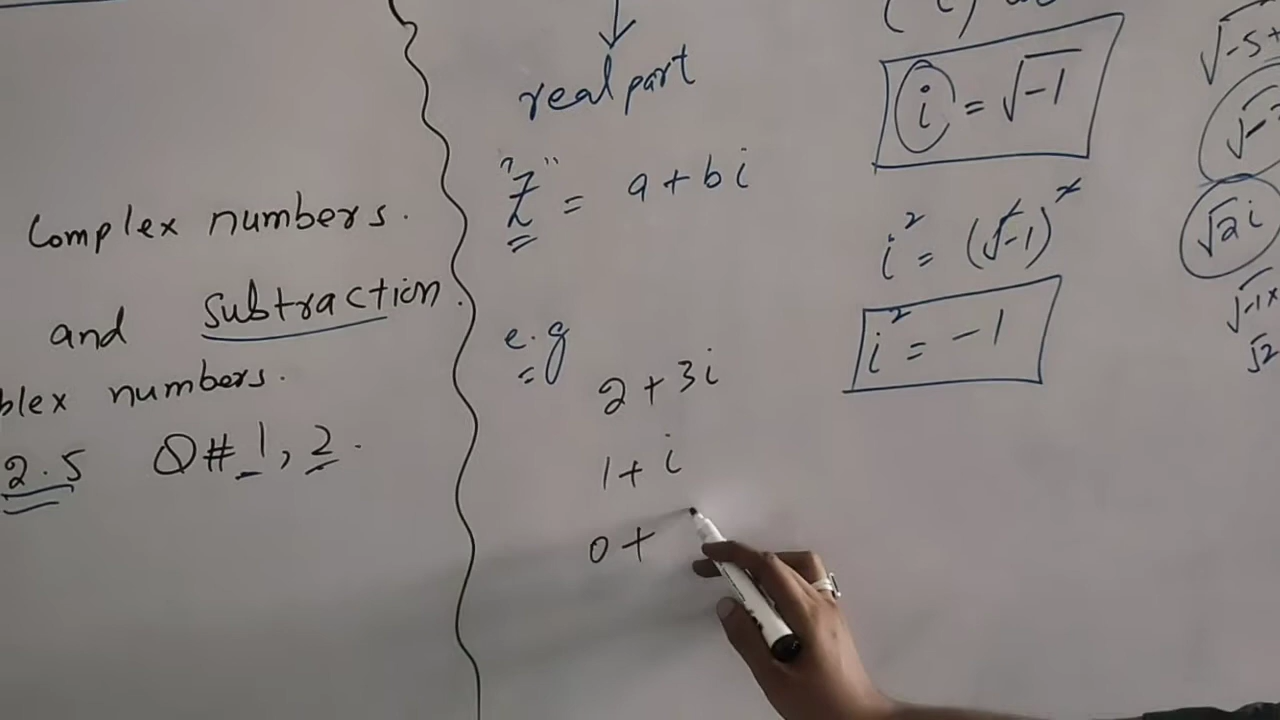 Complex numbers.
and subtraction.
plex numbers.
2.5 Q# 1, 2.
real part
"Z" = a + bi
e.g
2 + 3i
1 + i
0 +
i = √-1
i² = (√-1)²
i² = -1
√-5+
√2i
√-1×
√2